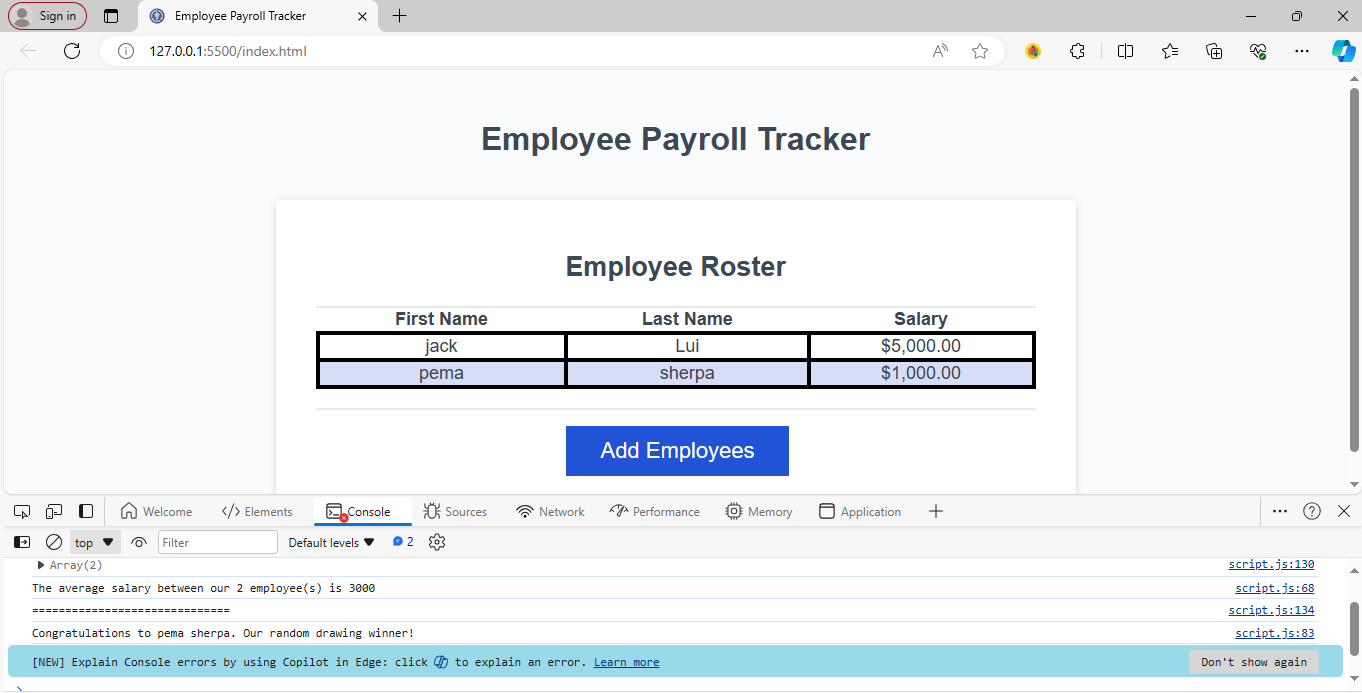 Sign in
Employee Payroll Tracker
127.0.0.1:5500/index.html
Employee Payroll Tracker
Employee Roster
First Name Last Name Salary
jack Lui $5,000.00
pema sherpa $1,000.00
Add Employees
Welcome </> Elements Console Sources Network Performance Memory Application
top Filter Default levels 2
Array(2) script.js:130
The average salary between our 2 employee(s) is 3000 script.js:68
============================== script.js:134
Congratulations to pema sherpa. Our random drawing winner! script.js:83
[NEW] Explain Console errors by using Copilot in Edge: click to explain an error. Learn more Don't show again